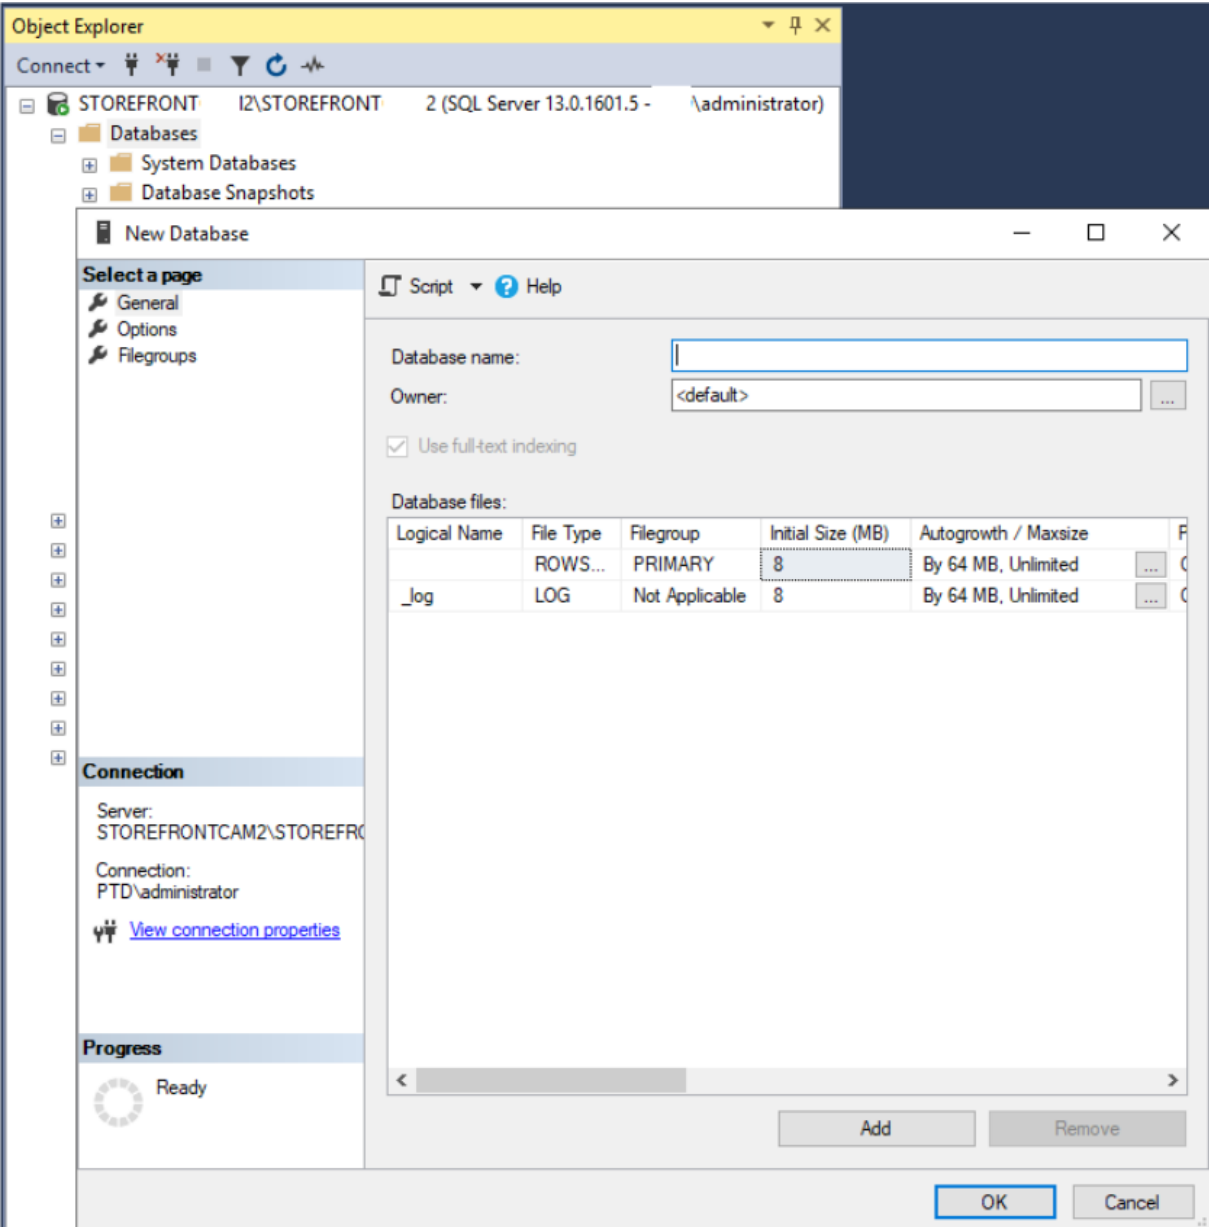 Object Explorer
Connect
STOREFRONT I2\STOREFRONT 2 (SQL Server 13.0.1601.5 - \administrator)
Databases
System Databases
Database Snapshots
New Database
Select a page
General
Options
Filegroups
Script Help
Database name:
Owner: <default> ...
Use full-text indexing
Database files:
Logical Name File Type Filegroup Initial Size (MB) Autogrowth / Maxsize
ROWS... PRIMARY 8 By 64 MB, Unlimited ...
_log LOG Not Applicable 8 By 64 MB, Unlimited ...
Connection
Server:
STOREFRONTCAM2\STOREFR
Connection:
PTD\administrator
View connection properties
Progress
Ready
Add Remove
OK Cancel